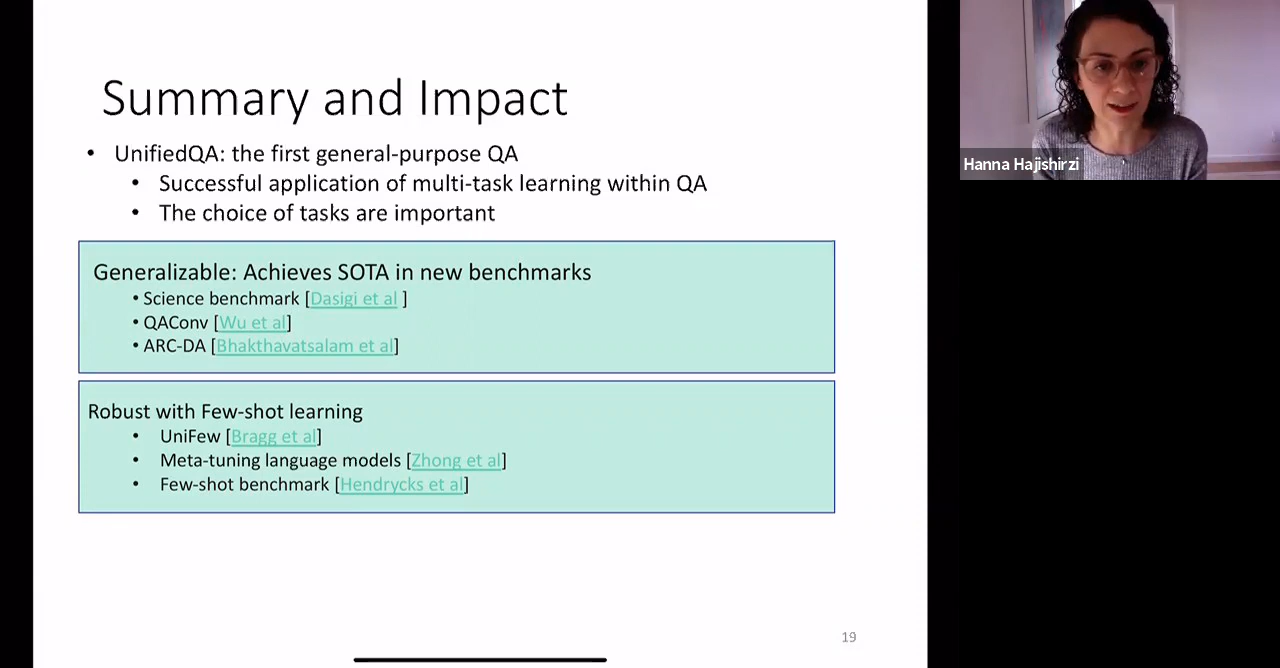 Summary and Impact
• UnifiedQA: the first general-purpose QA
• Successful application of multi-task learning within QA
• The choice of tasks are important
Generalizable: Achieves SOTA in new benchmarks
• Science benchmark [Dasigi et al ]
• QAConv [Wu et al]
• ARC-DA [Bhakthavatsalam et al]
Robust with Few-shot learning
• UniFew [Bragg et al]
• Meta-tuning language models [Zhong et al]
• Few-shot benchmark [Hendrycks et al]
19
Hanna Hajishirzi